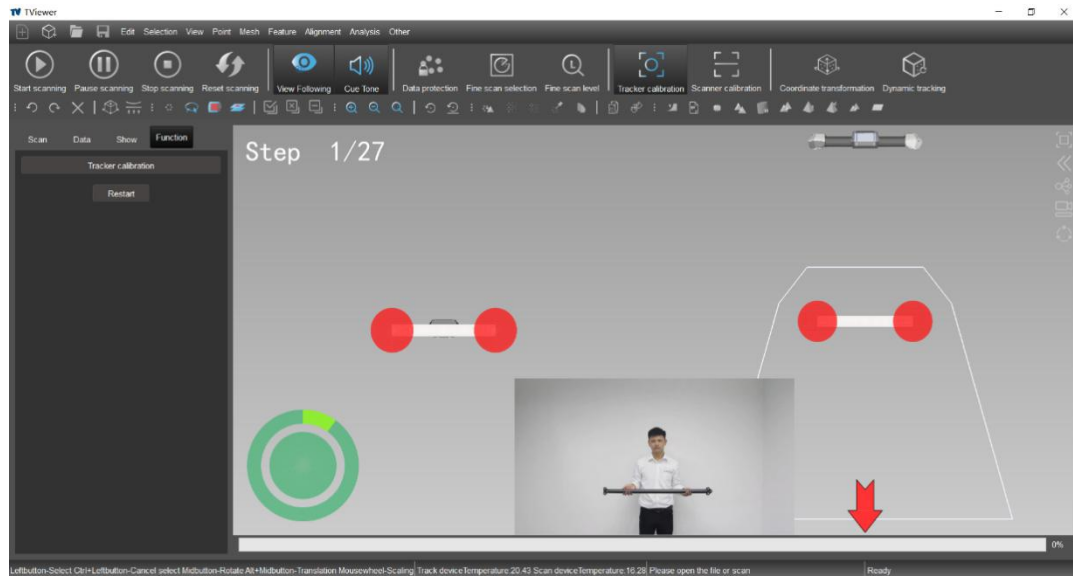 TViewer
Edit Selection View Point Mesh Feature Alignment Analysis Other
Start scanning Pause scanning Stop scanning Reset scanning View Following Cue Tone Data protection Fine scan selection Fine scan level Tracker calibration Scanner calibration Coordinate transformation Dynamic tracking
Scan Data Show Function
Tracker calibration
Restart
Step 1/27
0%
Leftbutton-Select Ctrl+Leftbutton-Cancel select Midbutton-Rotate Alt+Midbutton-Translation Mousewheel-Scaling Track deviceTemperature:20.43 Scan deviceTemperature:16.28 Please open the file or scan Ready